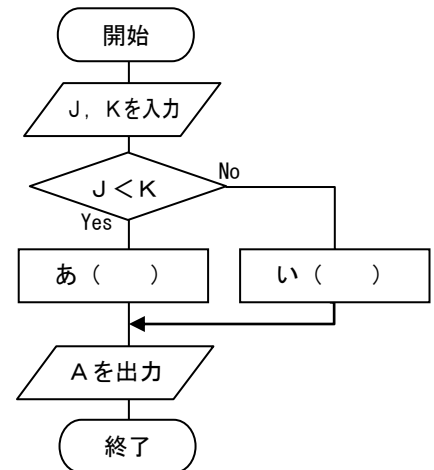 開始
J，Kを入力
J＜K
No
Yes
あ（　　）
い（　　）
Aを出力
終了